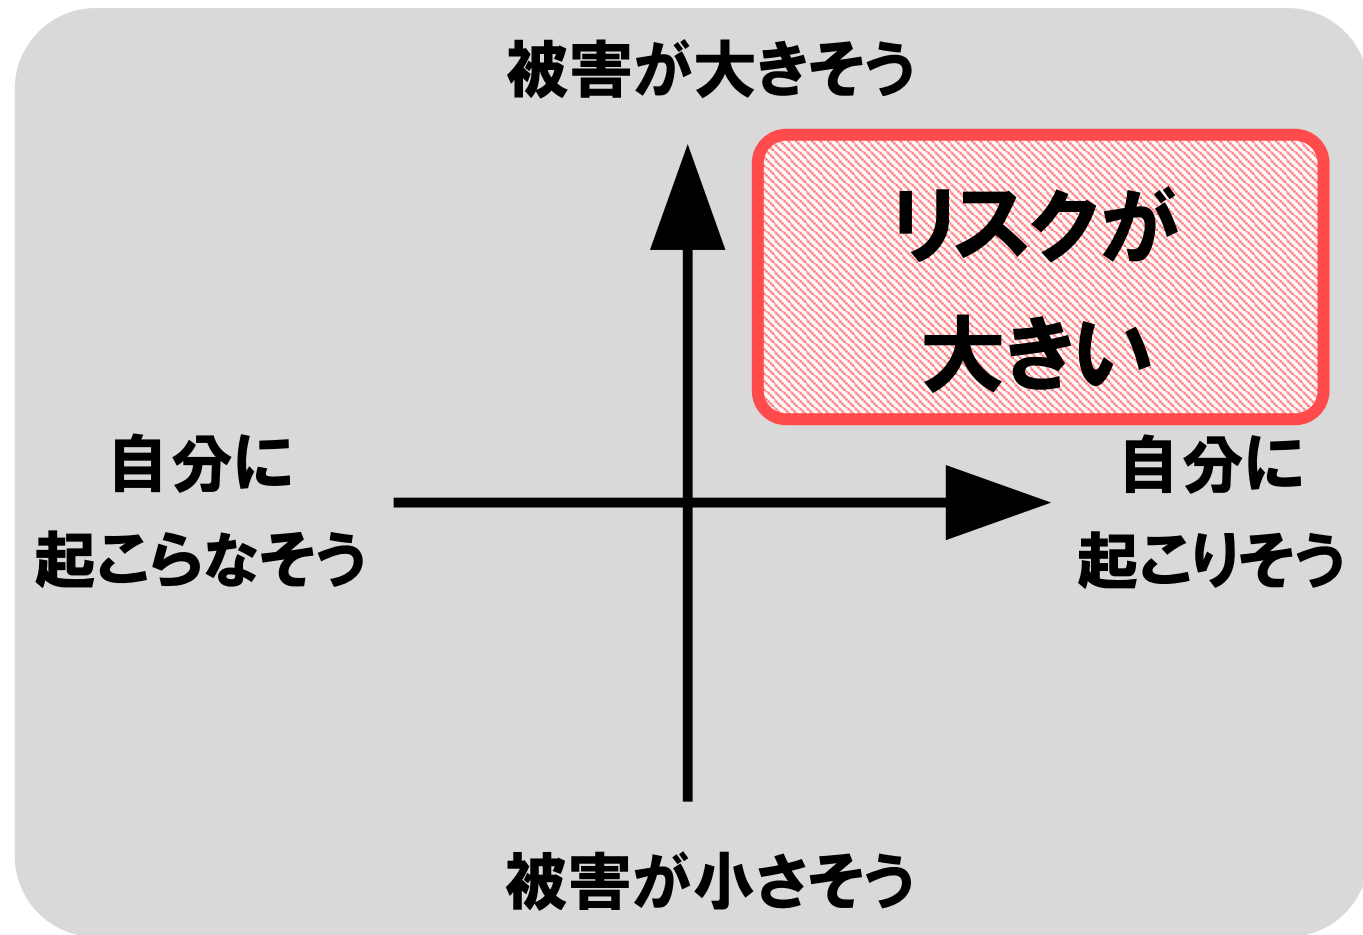 被害が大きそう
リスクが
大きい
自分に
起こらなそう
自分に
起こりそう
被害が小さそう